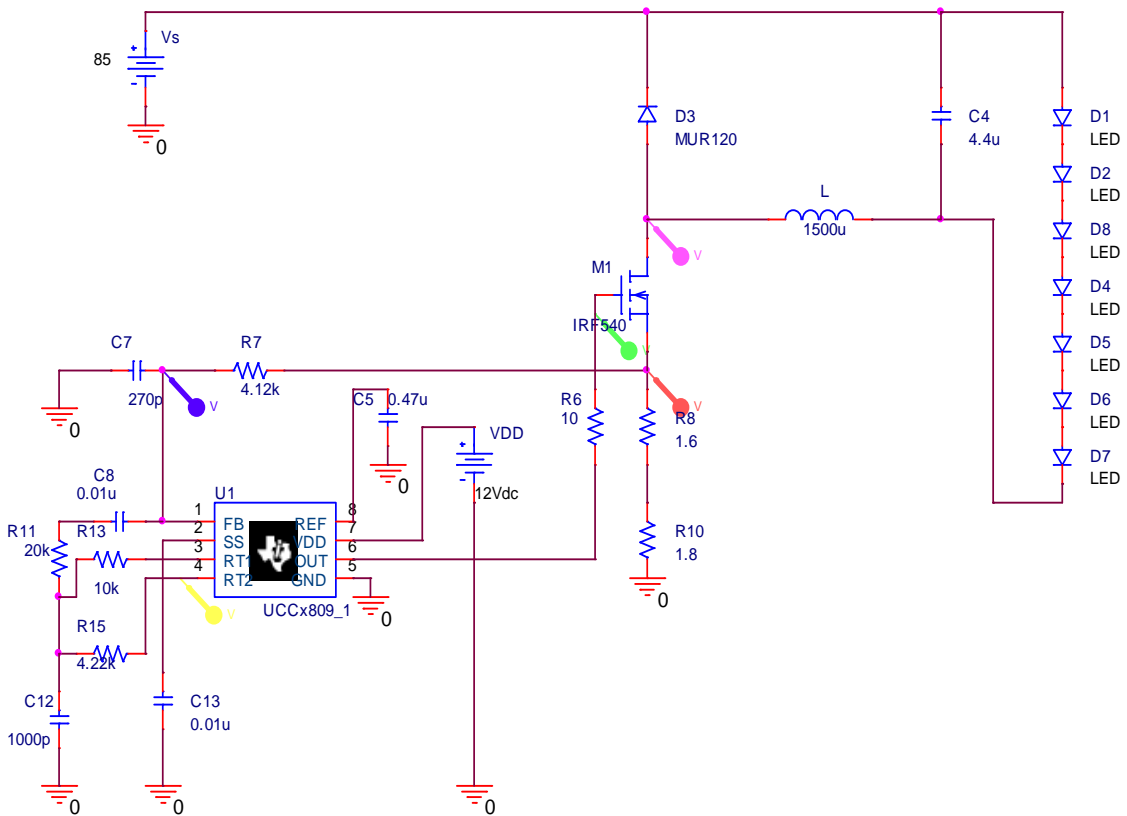 Vs
85
0
D3
MUR120
C4
4.4u
D1
LED
D2
LED
D8
LED
D4
LED
D5
LED
D6
LED
D7
LED
L
1500u
V
M1
IRF540
V
C7
270p
R7
4.12k
V
0
C5
0.47u
0
R6
10
V
R8
1.6
VDD
12Vdc
R10
1.8
0
C8
0.01u
U1
1
2
3
4
8
7
6
5
FB
SS
RT1
RT2
REF
VDD
OUT
GND
UCCx809_1
0
R11
20k
R13
10k
V
R15
4.22k
C12
1000p
C13
0.01u
0
0
0